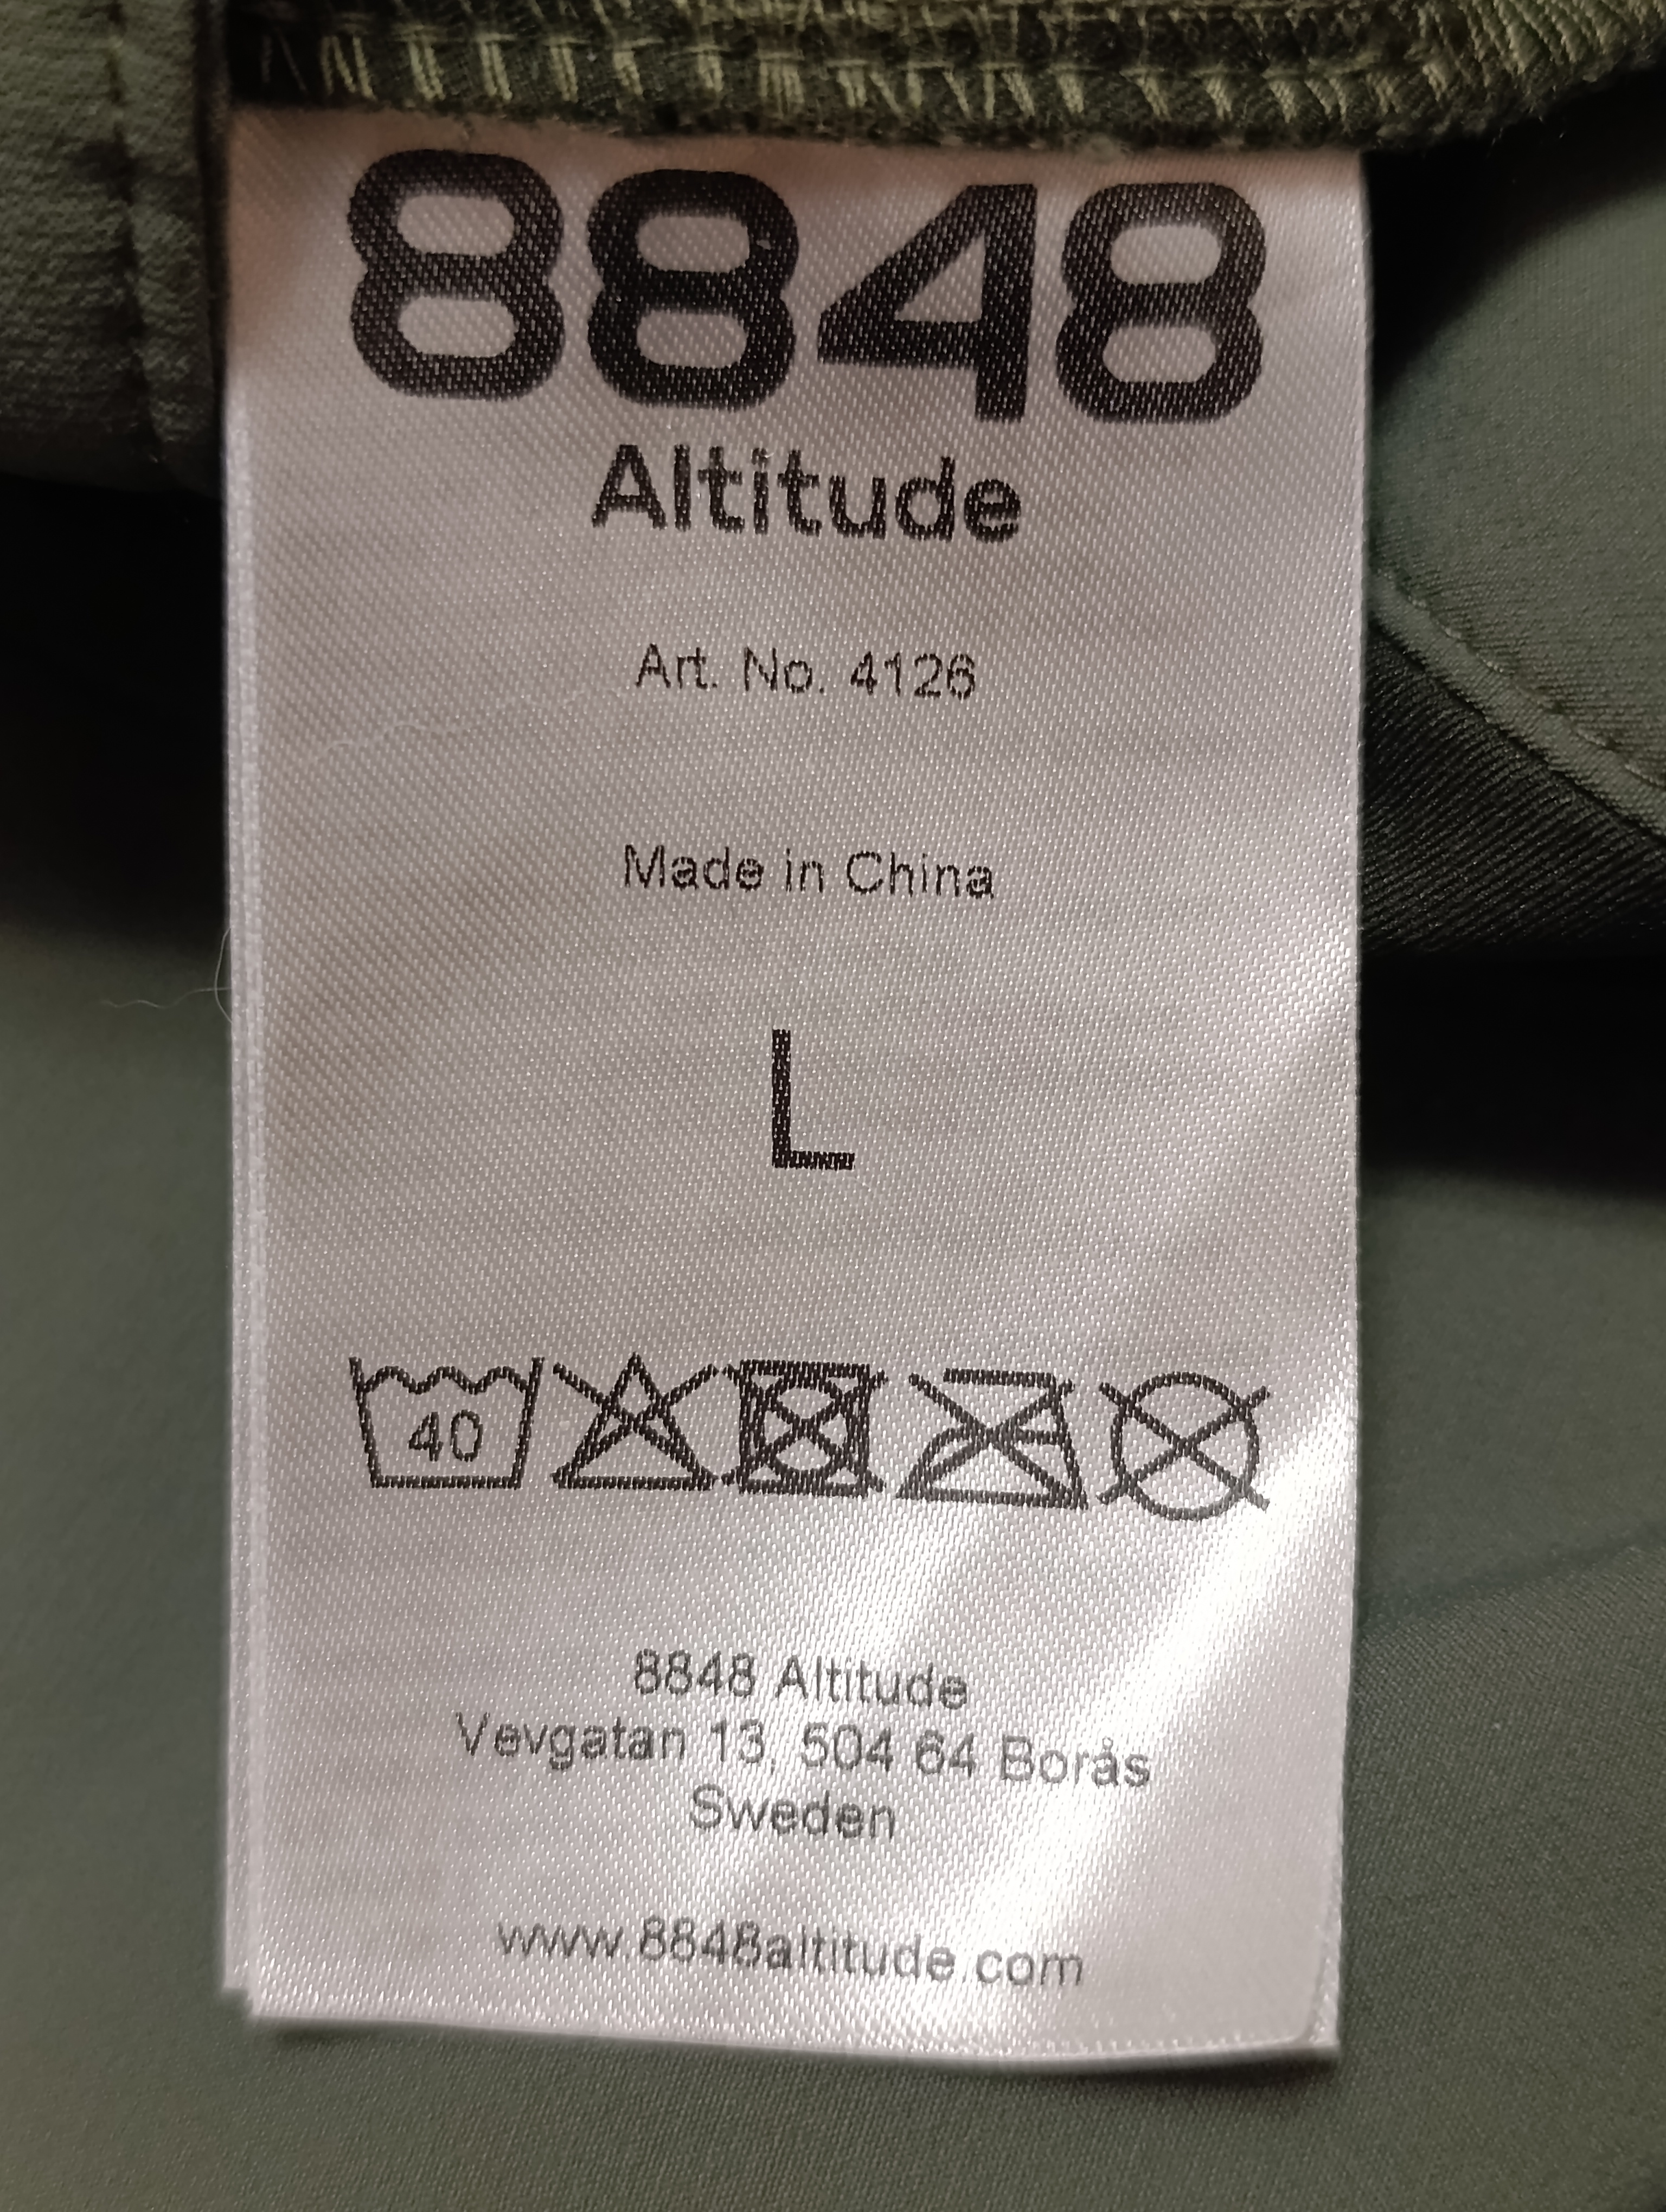 8848
Altitude
Art. No. 4126
Made in China
L
40
8848 Altitude
Vevgatan 13, 504 64 Borås
Sweden
www.8848altitude.com